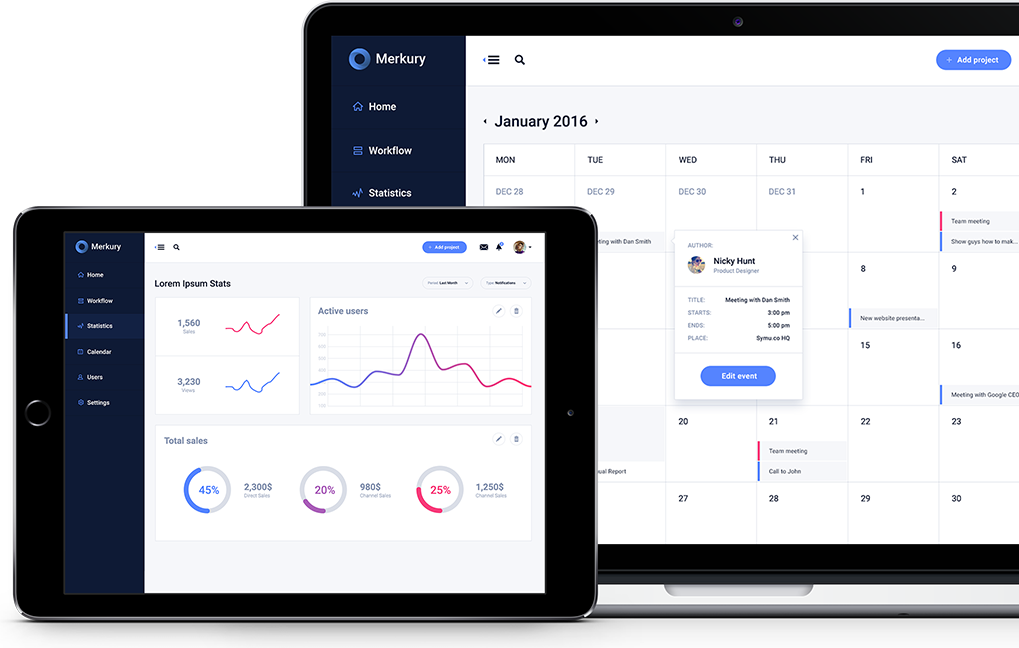 Merkury
+ Add project
Home
Workflow
Statistics
January 2016
MON TUE WED THU FRI SAT
DEC 28 DEC 29 DEC 30 DEC 31 1 2
Team meeting
Show guys how to mak...
eting with Dan Smith
AUTHOR:
Nicky Hunt
Product Designer
TITLE: Meeting with Dan Smith
STARTS: 3:00 pm
ENDS: 5:00 pm
PLACE: Symu.co HQ
Edit event
8 9
New website presenta...
15 16
Meeting with Google CEO
20 21 22 23
Team meeting
ual Report
Call to John
27 28 29 30
Merkury
+ Add project
Home
Workflow
Statistics
Calendar
Users
Settings
Lorem Ipsum Stats
Period: Last Month
Type: Notifications
1,560
Sales
3,230
Views
Active users
Total sales
45%
2,300$
Direct Sales
20%
980$
Channel Sales
25%
1,250$
Channel Sales